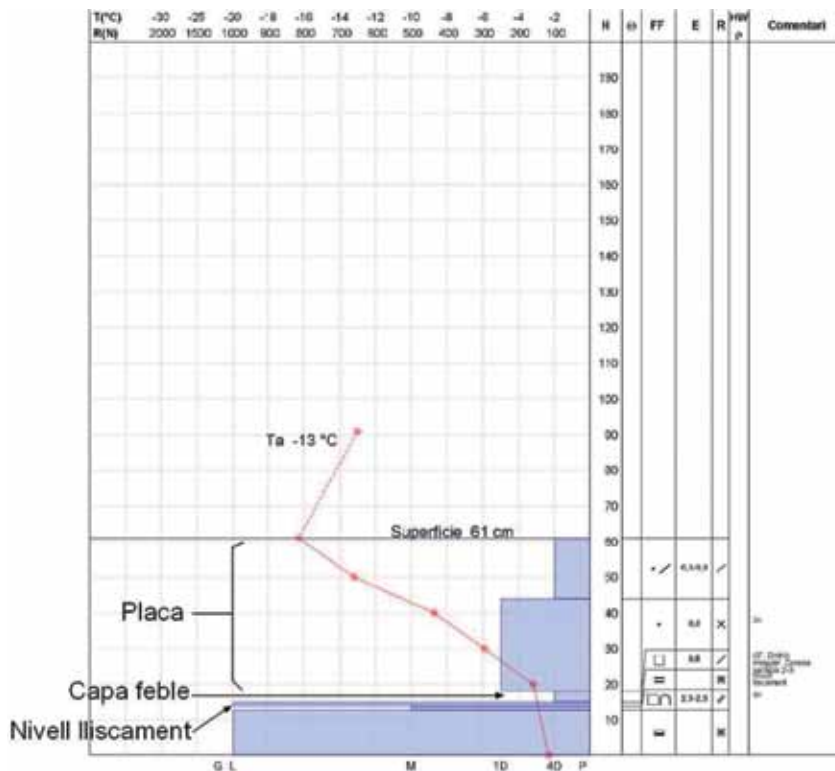 T(°C) -30 -25 -20 -18 -16 -14 -12 -10 -8 -6 -4 -2 H FF E R HW Comentari
R(N) 2000 1500 1000 900 800 700 600 500 400 300 200 100 ρ
190
180
170
160
150
140
130
120
110
100
Ta -13 °C 90
80
70
Superfície 61 cm
60
50
Placa 40
30
Capa feble 20
Nivell lliscament 10
G L M 1D 4D P